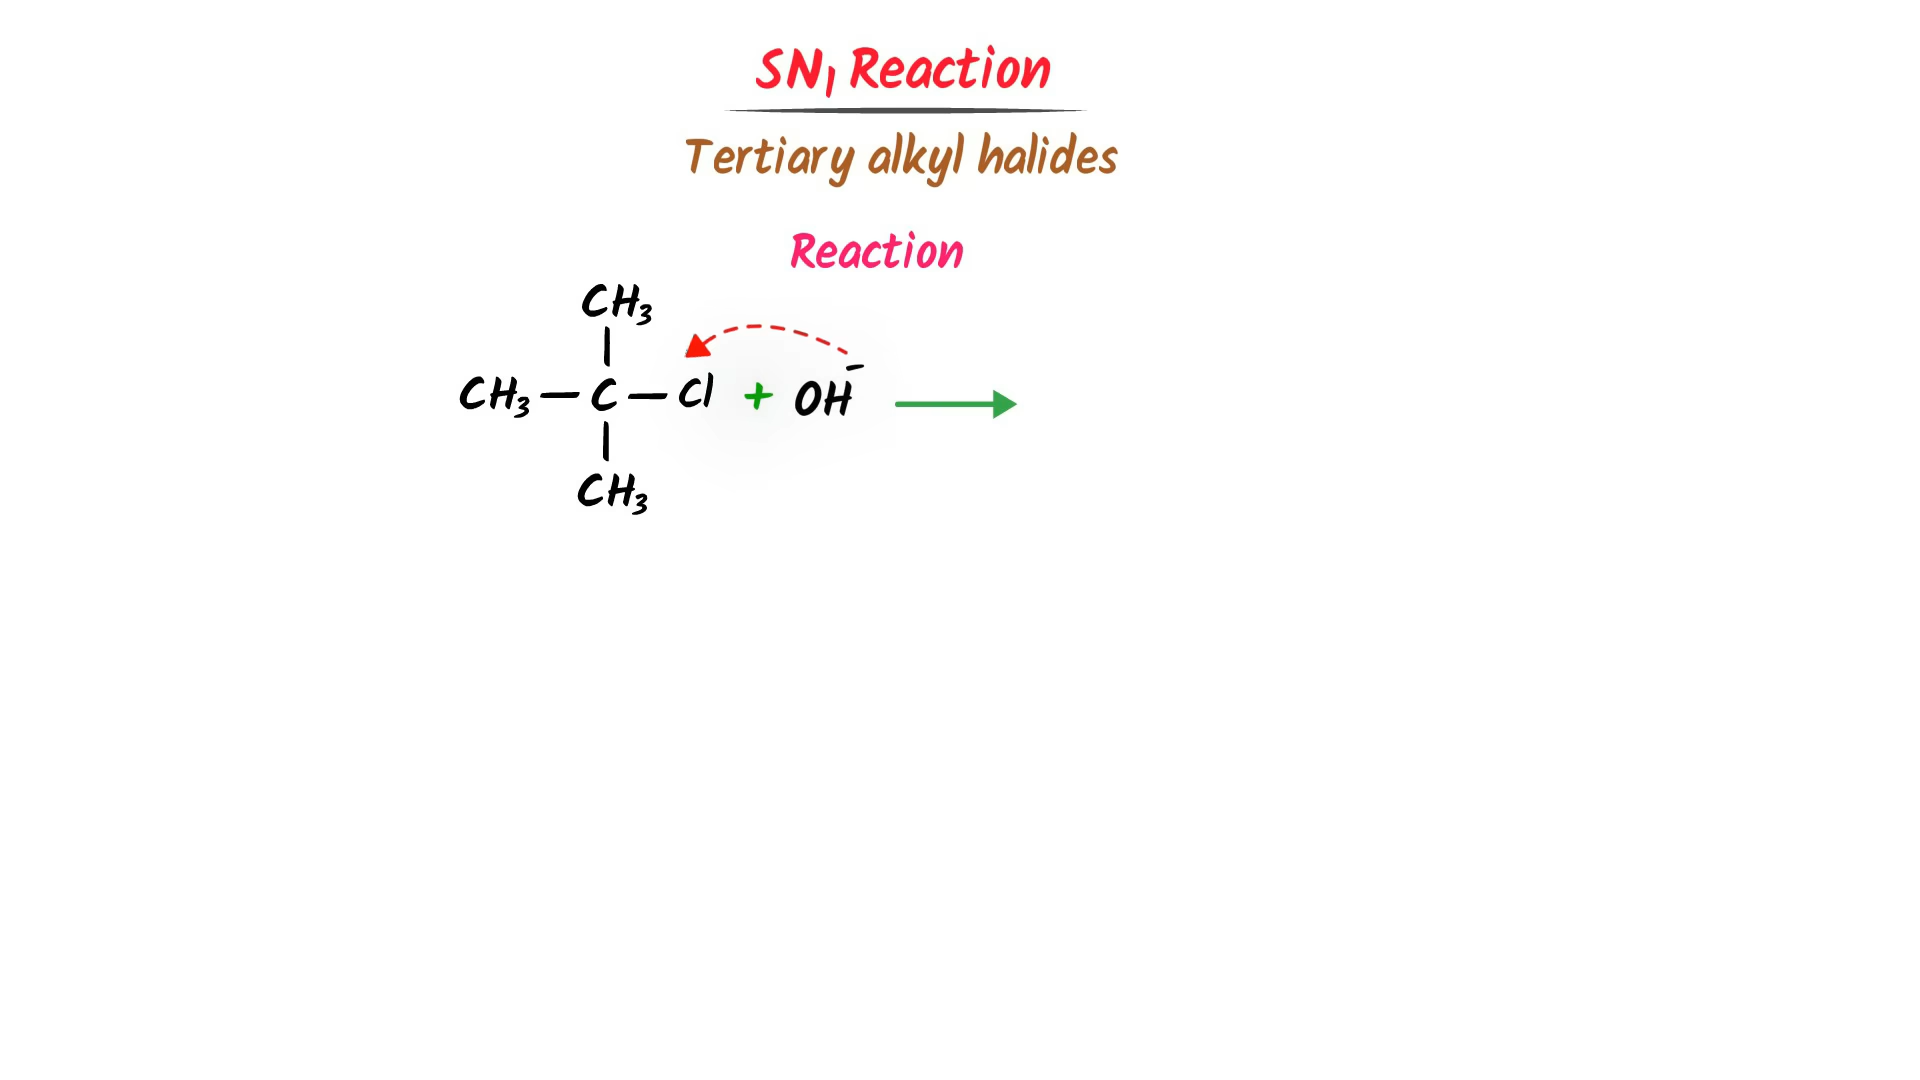 SN₁ Reaction
Tertiary alkyl halides
Reaction
CH₃
CH₃ — C — Cl + OH⁻
CH₃